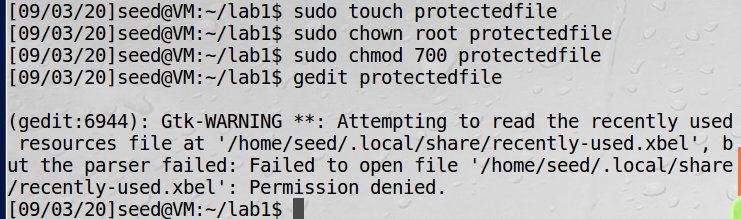 [09/03/20]seed@VM:~/lab1$ sudo touch protectedfile
[09/03/20]seed@VM:~/lab1$ sudo chown root protectedfile
[09/03/20]seed@VM:~/lab1$ sudo chmod 700 protectedfile
[09/03/20]seed@VM:~/lab1$ gedit protectedfile
(gedit:6944): Gtk-WARNING **: Attempting to read the recently used
resources file at '/home/seed/.local/share/recently-used.xbel', b
ut the parser failed: Failed to open file '/home/seed/.local/share
/recently-used.xbel': Permission denied.
[09/03/20]seed@VM:~/lab1$